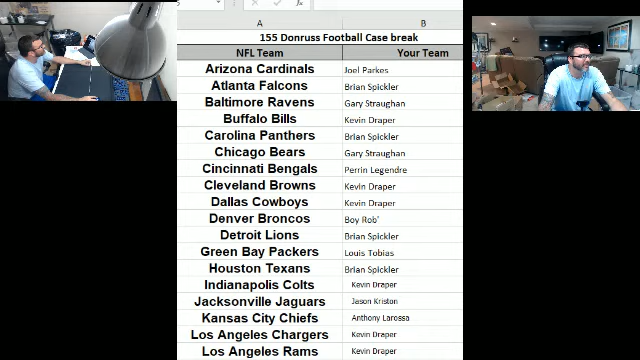 A B
155 Donruss Football Case break
NFL Team Your Team
Arizona Cardinals Joel Parkes
Atlanta Falcons Brian Spickler
Baltimore Ravens Gary Straughan
Buffalo Bills Kevin Draper
Carolina Panthers Brian Spickler
Chicago Bears Gary Straughan
Cincinnati Bengals Perrin Legendre
Cleveland Browns Kevin Draper
Dallas Cowboys Kevin Draper
Denver Broncos Boy Rob'
Detroit Lions Brian Spickler
Green Bay Packers Louis Tobias
Houston Texans Brian Spickler
Indianapolis Colts Kevin Draper
Jacksonville Jaguars Jason Kriston
Kansas City Chiefs Anthony Larossa
Los Angeles Chargers Kevin Draper
Los Angeles Rams Kevin Draper